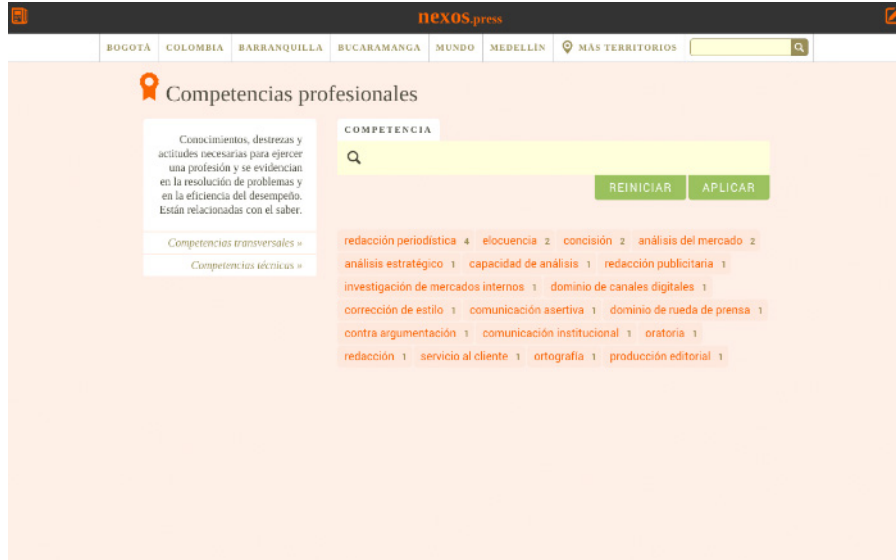 nexos.press
BOGOTÁ COLOMBIA BARRANQUILLA BUCARAMANGA MUNDO MEDELLÍN MÁS TERRITORIOS
Competencias profesionales
Conocimientos, destrezas y
actitudes necesarias para ejercer
una profesión y se evidencian
en la resolución de problemas y
en la eficiencia del desempeño.
Están relacionadas con el saber.
Competencias transversales »
Competencias técnicas »
COMPETENCIA
REINICIAR APLICAR
redacción periodística 4 elocuencia 2 concisión 2 análisis del mercado 2
análisis estratégico 1 capacidad de análisis 1 redacción publicitaria 1
investigación de mercados internos 1 dominio de canales digitales 1
corrección de estilo 1 comunicación asertiva 1 dominio de rueda de prensa 1
contra argumentación 1 comunicación institucional 1 oratoria 1
redacción 1 servicio al cliente 1 ortografía 1 producción editorial 1